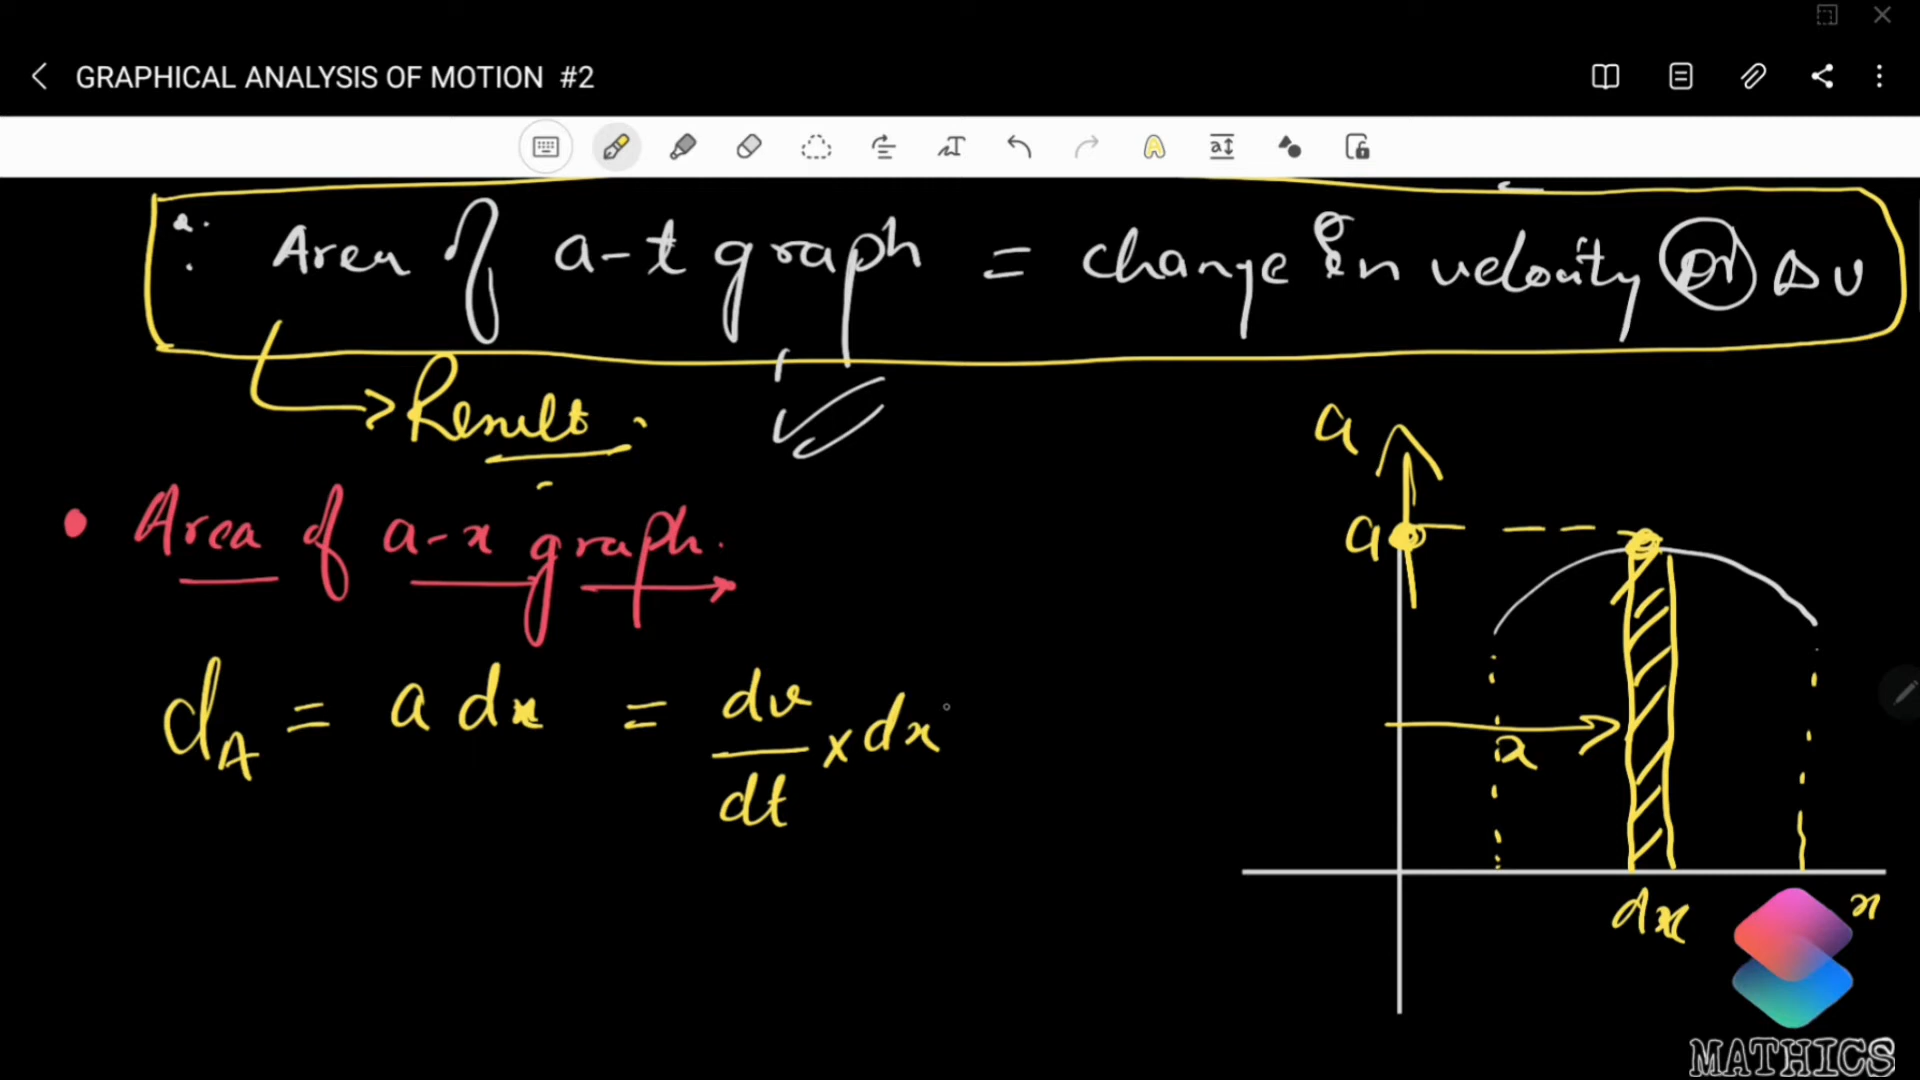 GRAPHICAL ANALYSIS OF MOTION #2
Area of a-t graph = change in velocity or Δv
Result
Area of a-x graph.
dA = a dx = dv/dt × dx
a
a
x
dx
x
MATHICS